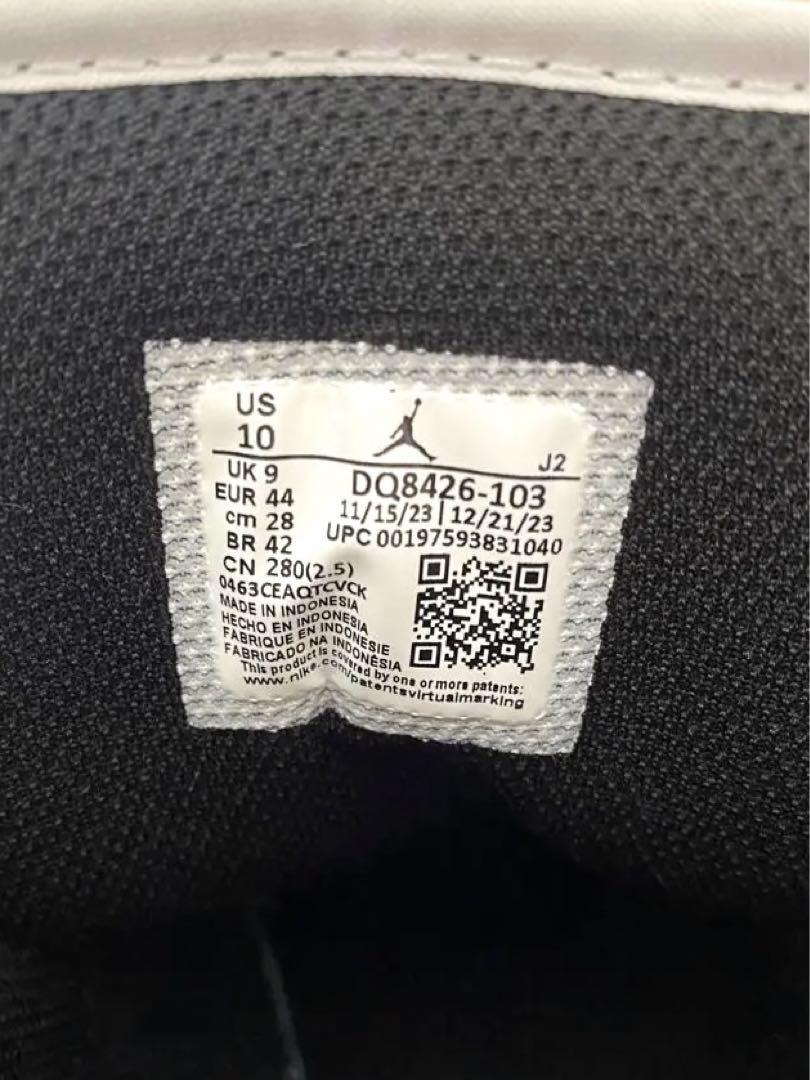 US
10
J2
UK 9
EUR 44
cm 28
BR 42
CN 280(2.5)
DQ8426-103
11/15/23 | 12/21/23
UPC 00197593831040
0463CEAQTCVCK
MADE IN INDONESIA
HECHO EN INDONESIA
FABRIQUE EN INDONESIE
FABRICADO NA INDONÉSIA
This product is covered by one or more patents:
www.nike.com/patentsvirtualmarking